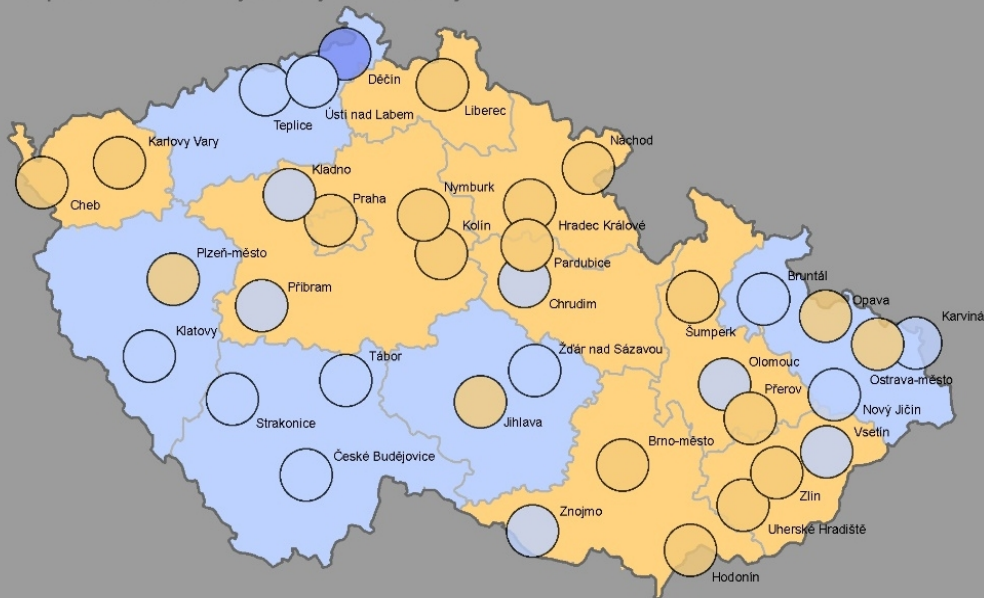 Děčín
Liberec
Ústí nad Labem
Teplice
Karlovy Vary
Náchod
Kladno
Nymburk
Praha
Cheb
Kolín
Hradec Králové
Plzeň-město
Pardubice
Bruntál
Příbram
Chrudim
Opava
Karviná
Klatovy
Šumperk
Tábor
Žďár nad Sázavou
Olomouc
Ostrava-město
Přerov
Nový Jičín
Strakonice
Jihlava
Vsetín
Brno-město
České Budějovice
Zlín
Znojmo
Uherské Hradiště
Hodonín